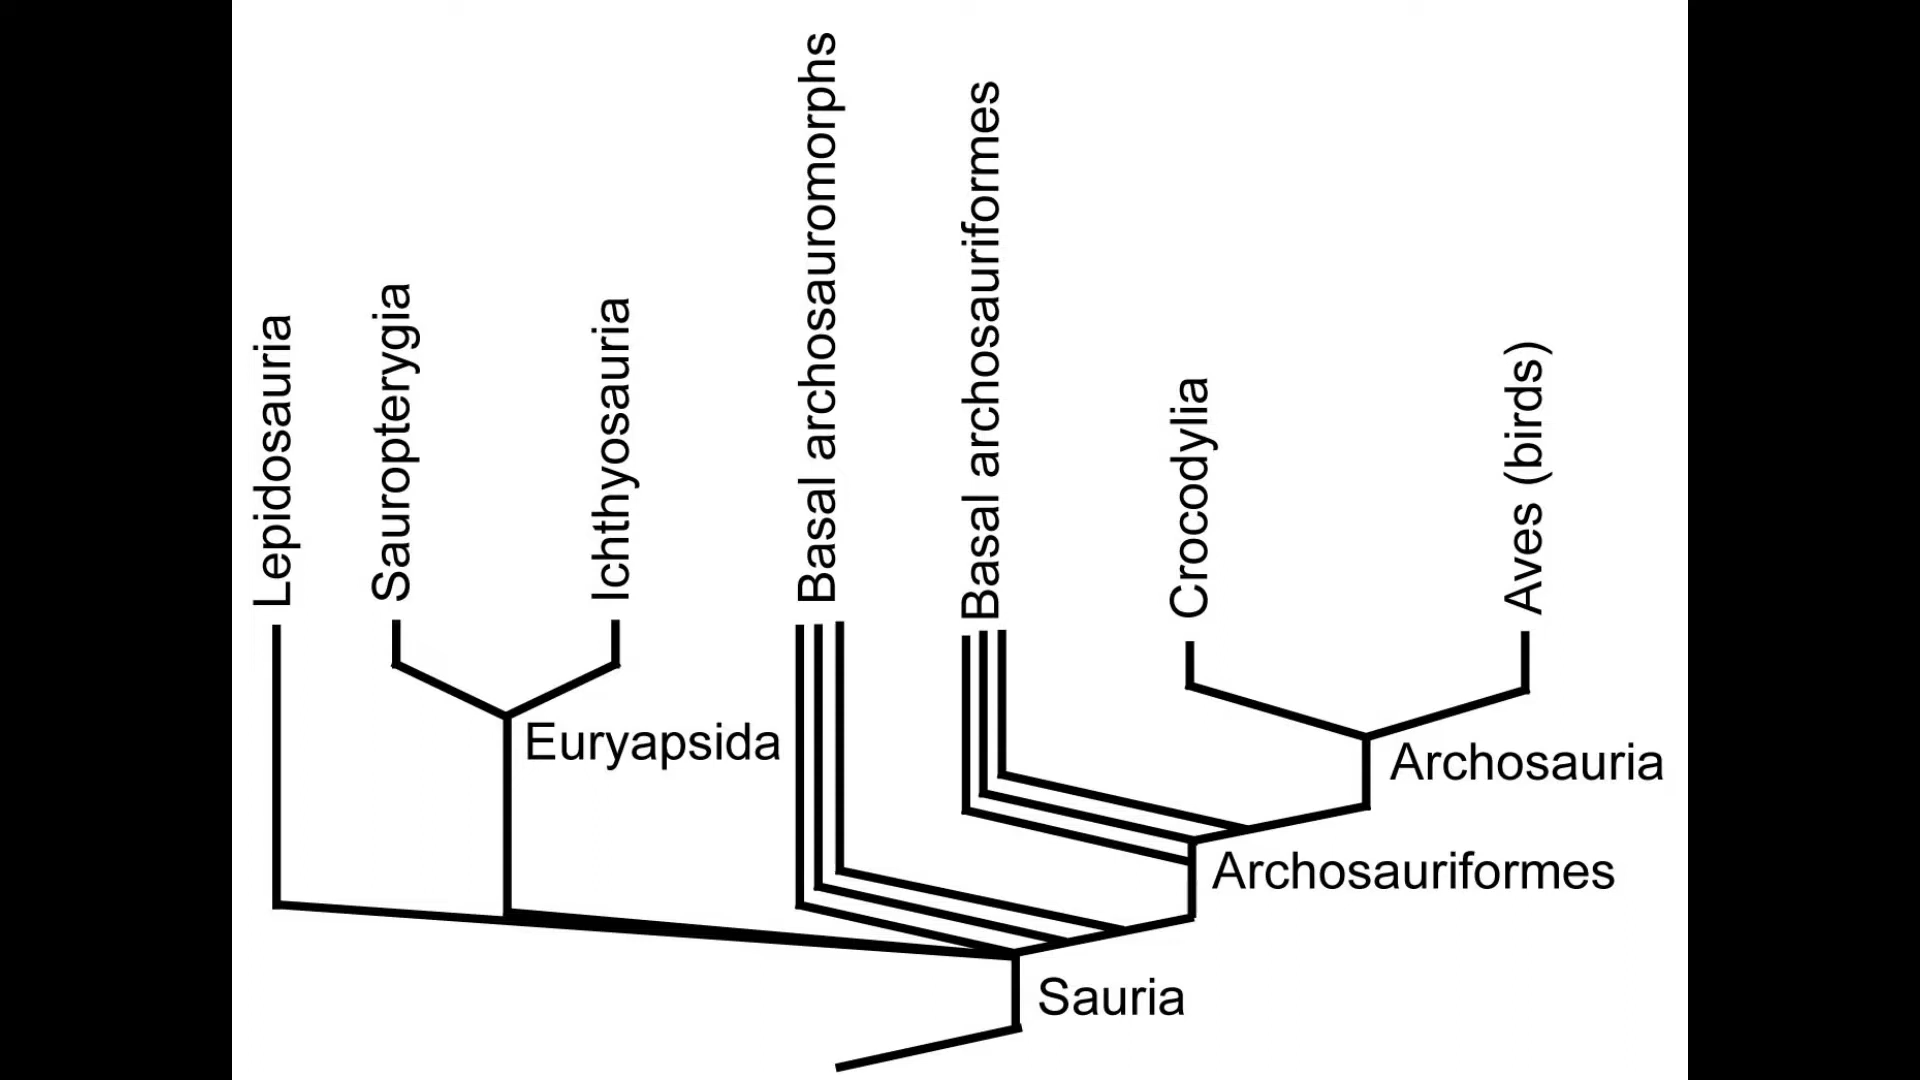 Lepidosauria
Sauropterygia
Ichthyosauria
Basal archosauromorphs
Basal archosauriformes
Crocodylia
Aves (birds)
Euryapsida
Archosauria
Archosauriformes
Sauria